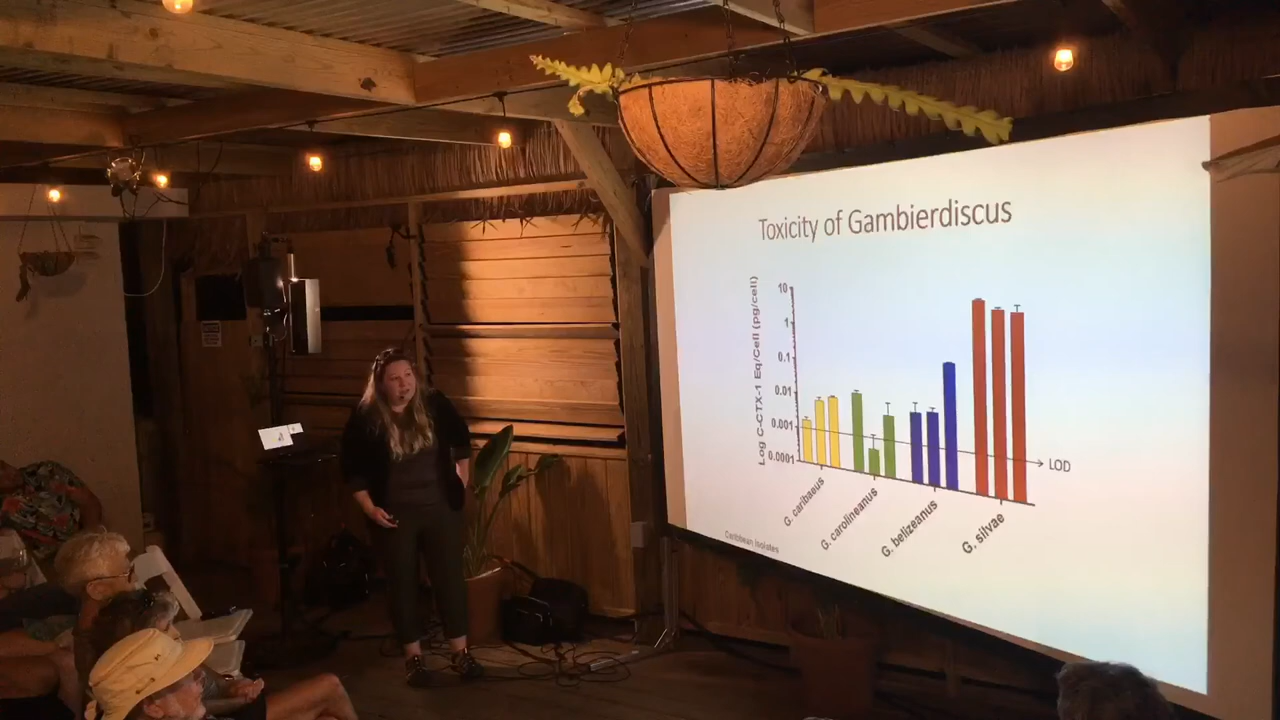 Toxicity of Gambierdiscus
Log C-CTX-1 Eq/Cell (pg/cell)
10
1
0.1
0.01
0.001
0.0001
LOD
G. caribaeus
G. carolineanus
G. belizeanus
G. silvae
Caribbean Isolates